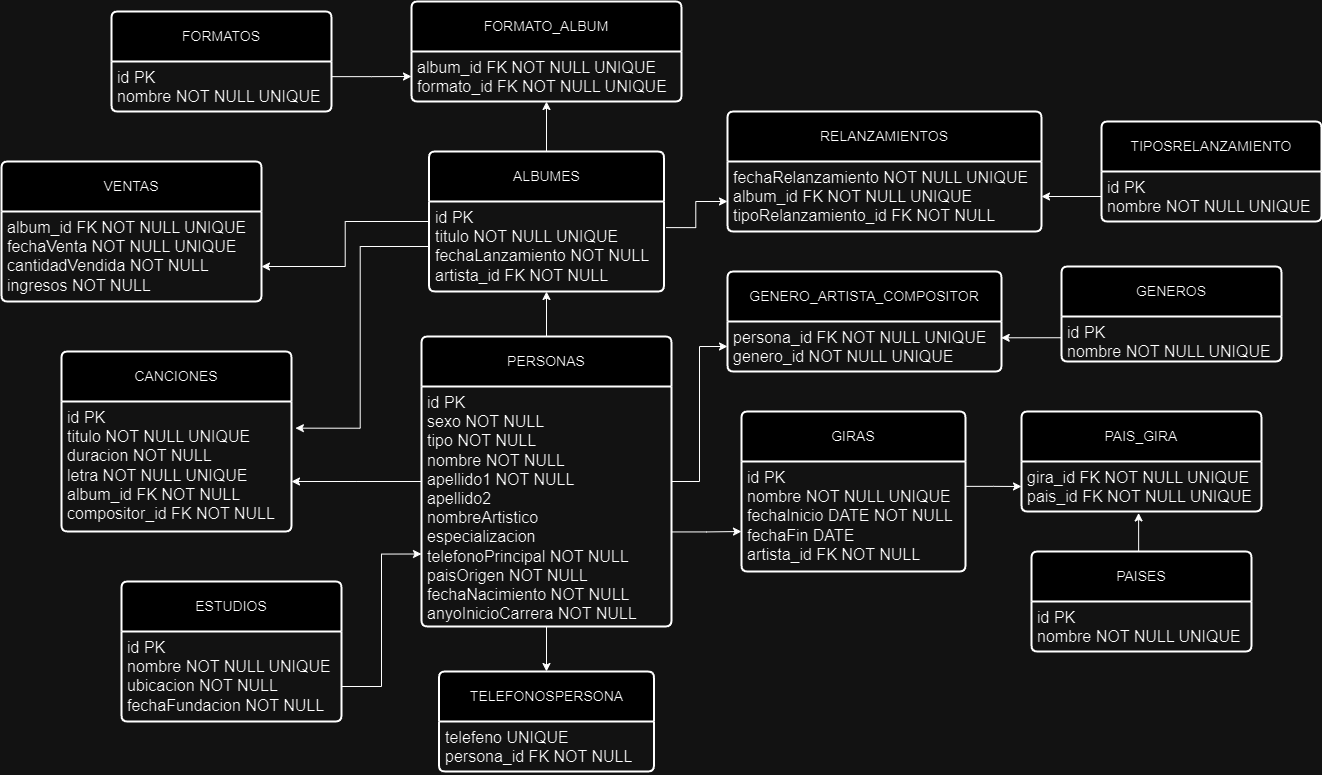 FORMATOS
id PK
nombre NOT NULL UNIQUE
FORMATO_ALBUM
album_id FK NOT NULL UNIQUE
formato_id FK NOT NULL UNIQUE
RELANZAMIENTOS
fechaRelanzamiento NOT NULL UNIQUE
album_id FK NOT NULL UNIQUE
tipoRelanzamiento_id FK NOT NULL
TIPOSRELANZAMIENTO
id PK
nombre NOT NULL UNIQUE
VENTAS
album_id FK NOT NULL UNIQUE
fechaVenta NOT NULL UNIQUE
cantidadVendida NOT NULL
ingresos NOT NULL
ALBUMES
id PK
titulo NOT NULL UNIQUE
fechaLanzamiento NOT NULL
artista_id FK NOT NULL
GENERO_ARTISTA_COMPOSITOR
persona_id FK NOT NULL UNIQUE
genero_id NOT NULL UNIQUE
GENEROS
id PK
nombre NOT NULL UNIQUE
CANCIONES
id PK
titulo NOT NULL UNIQUE
duracion NOT NULL
letra NOT NULL UNIQUE
album_id FK NOT NULL
compositor_id FK NOT NULL
PERSONAS
id PK
sexo NOT NULL
tipo NOT NULL
nombre NOT NULL
apellido1 NOT NULL
apellido2
nombreArtistico
especializacion
telefonoPrincipal NOT NULL
paisOrigen NOT NULL
fechaNacimiento NOT NULL
anyoInicioCarrera NOT NULL
GIRAS
id PK
nombre NOT NULL UNIQUE
fechaInicio DATE NOT NULL
fechaFin DATE
artista_id FK NOT NULL
PAIS_GIRA
gira_id FK NOT NULL UNIQUE
pais_id FK NOT NULL UNIQUE
PAISES
id PK
nombre NOT NULL UNIQUE
ESTUDIOS
id PK
nombre NOT NULL UNIQUE
ubicacion NOT NULL
fechaFundacion NOT NULL
TELEFONOSPERSONA
telefeno UNIQUE
persona_id FK NOT NULL